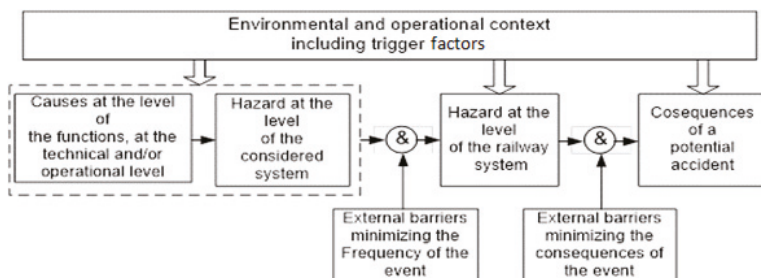 Environmental and operational context
including trigger factors
Causes at the level
of
the functions, at the
technical and/or
operational level
Hazard at the
level
of the
considered
system
&
Hazard at the
level
of the railway
system
&
Cosequences
of a
potential
accident
External barriers
minimizing the
Frequency of the
event
External barriers
minimizing the
consequences of
the event